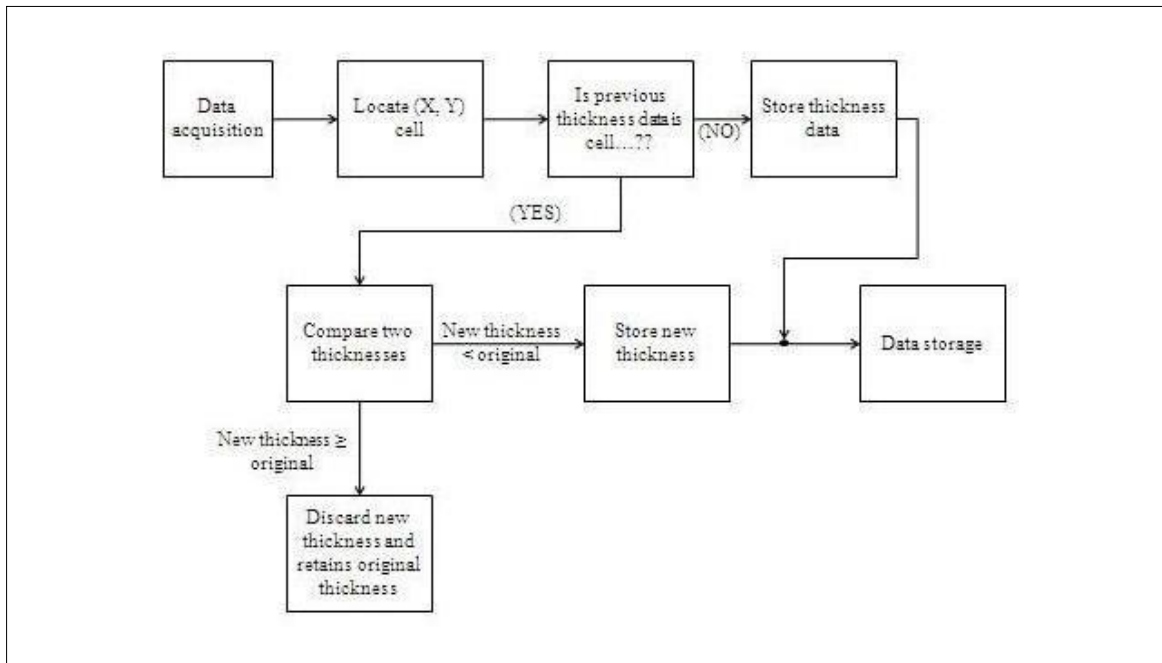 Data
acquisition
Locate (X, Y)
cell
Is previous
thickness data is
cell....??
(NO)
Store thickness
data
(YES)
Compare two
thicknesses
New thickness
< original
Store new
thickness
Data storage
New thickness ≥
original
Discard new
thickness and
retains original
thickness